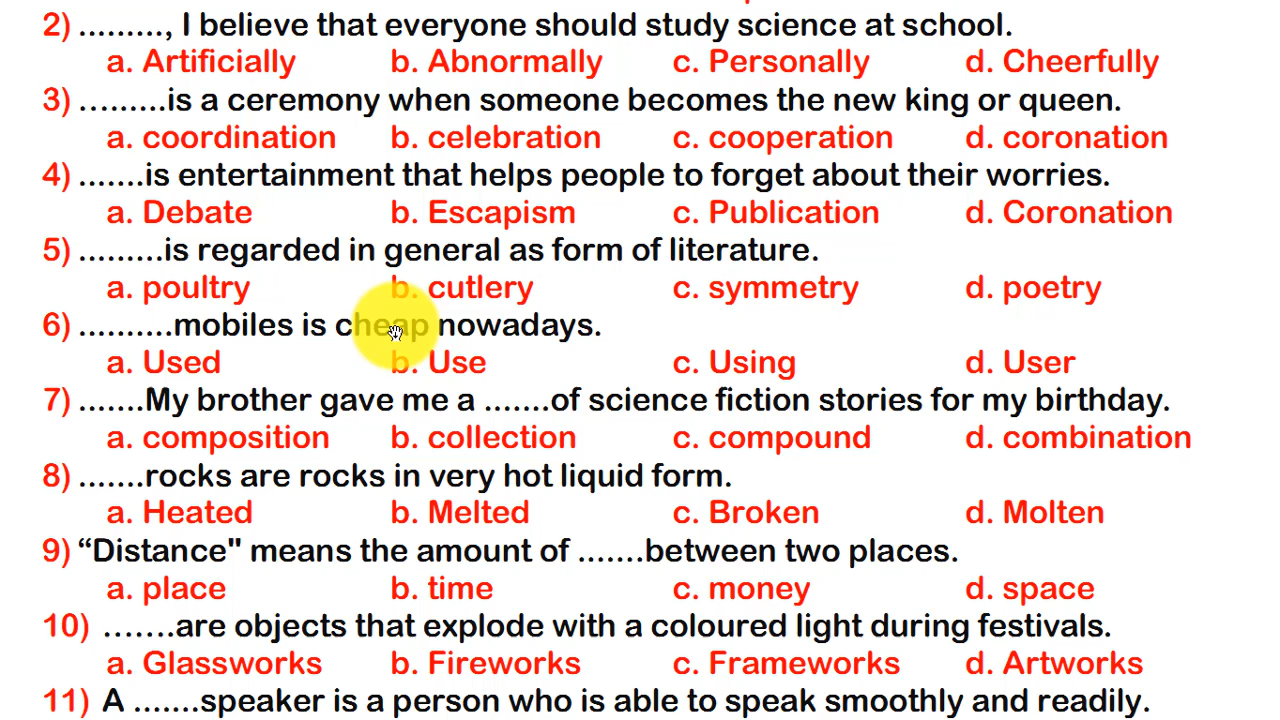 2) ........., I believe that everyone should study science at school.
a. Artificially b. Abnormally c. Personally d. Cheerfully
3) .........is a ceremony when someone becomes the new king or queen.
a. coordination b. celebration c. cooperation d. coronation
4) .......is entertainment that helps people to forget about their worries.
a. Debate b. Escapism c. Publication d. Coronation
5) .........is regarded in general as form of literature.
a. poultry b. cutlery c. symmetry d. poetry
6) ..........mobiles is cheap nowadays.
a. Used b. Use c. Using d. User
7) .......My brother gave me a .......of science fiction stories for my birthday.
a. composition b. collection c. compound d. combination
8) .......rocks are rocks in very hot liquid form.
a. Heated b. Melted c. Broken d. Molten
9) “Distance" means the amount of .......between two places.
a. place b. time c. money d. space
10) .......are objects that explode with a coloured light during festivals.
a. Glassworks b. Fireworks c. Frameworks d. Artworks
11) A .......speaker is a person who is able to speak smoothly and readily.